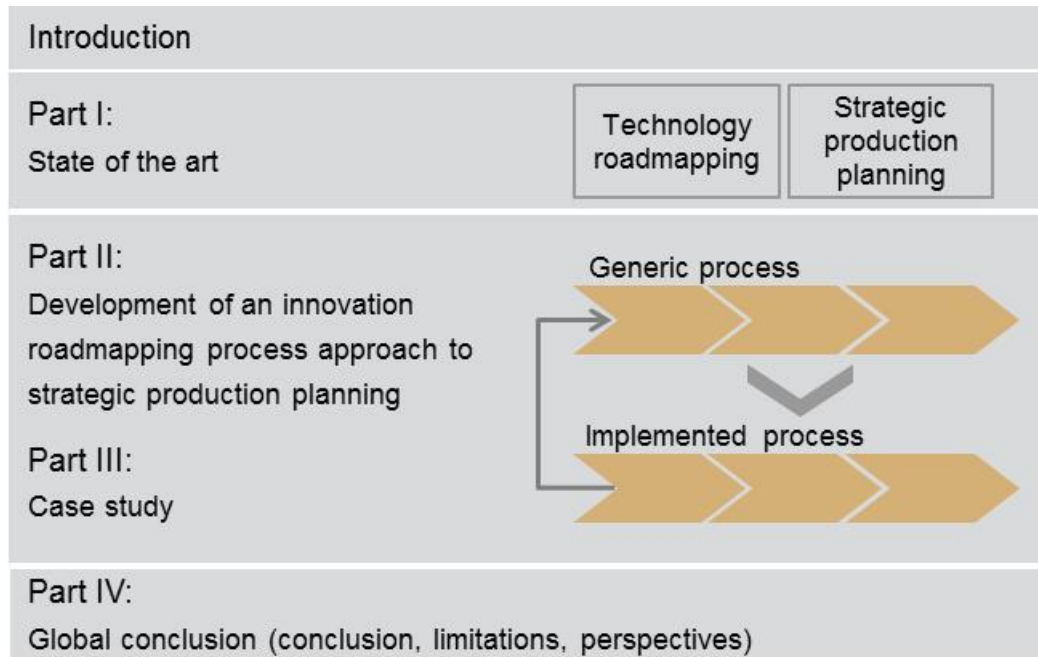 Introduction
Part I:
State of the art
Technology
roadmapping
Strategic
production
planning
Part II:
Development of an innovation
roadmapping process approach to
strategic production planning
Generic process
Implemented process
Part III:
Case study
Part IV:
Global conclusion (conclusion, limitations, perspectives)